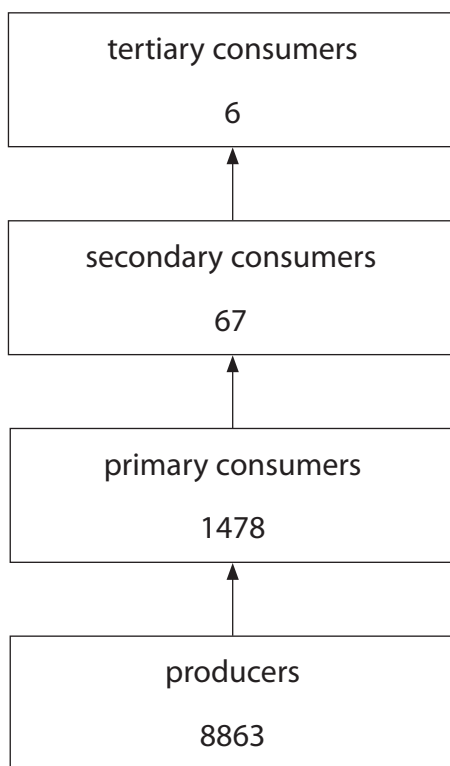 tertiary consumers
6
secondary consumers
67
primary consumers
1478
producers
8863